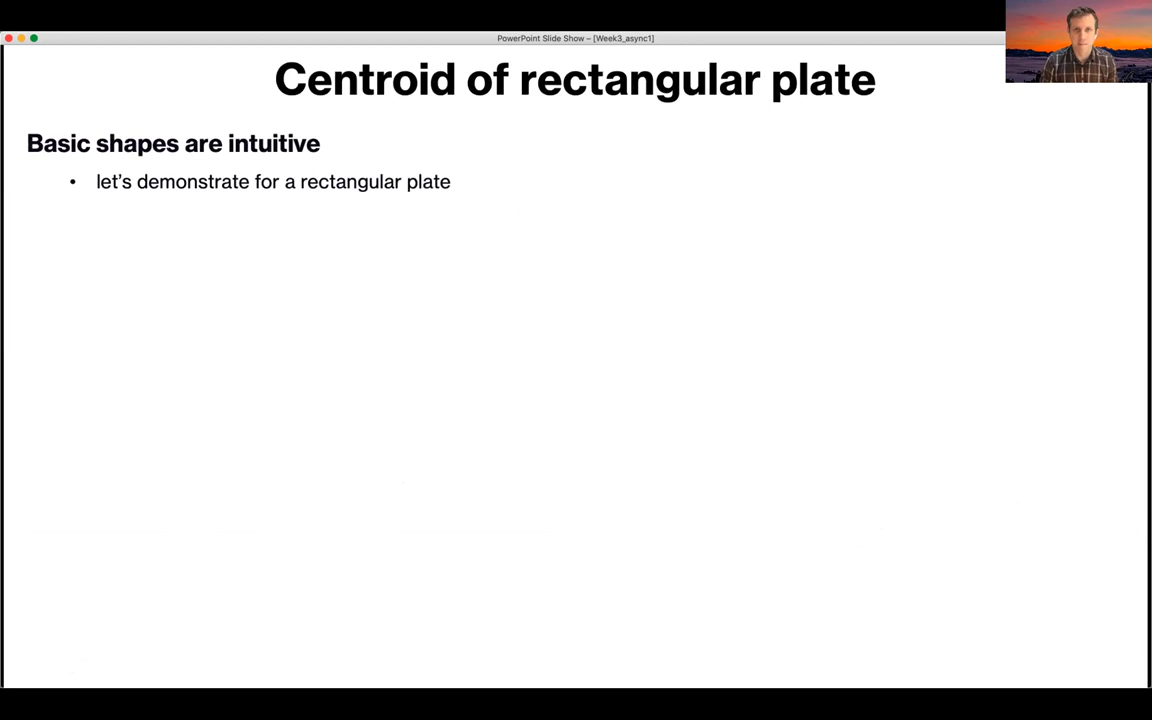 PowerPoint Slide Show – [Week3_async1]
Centroid of rectangular plate
Basic shapes are intuitive
• let’s demonstrate for a rectangular plate